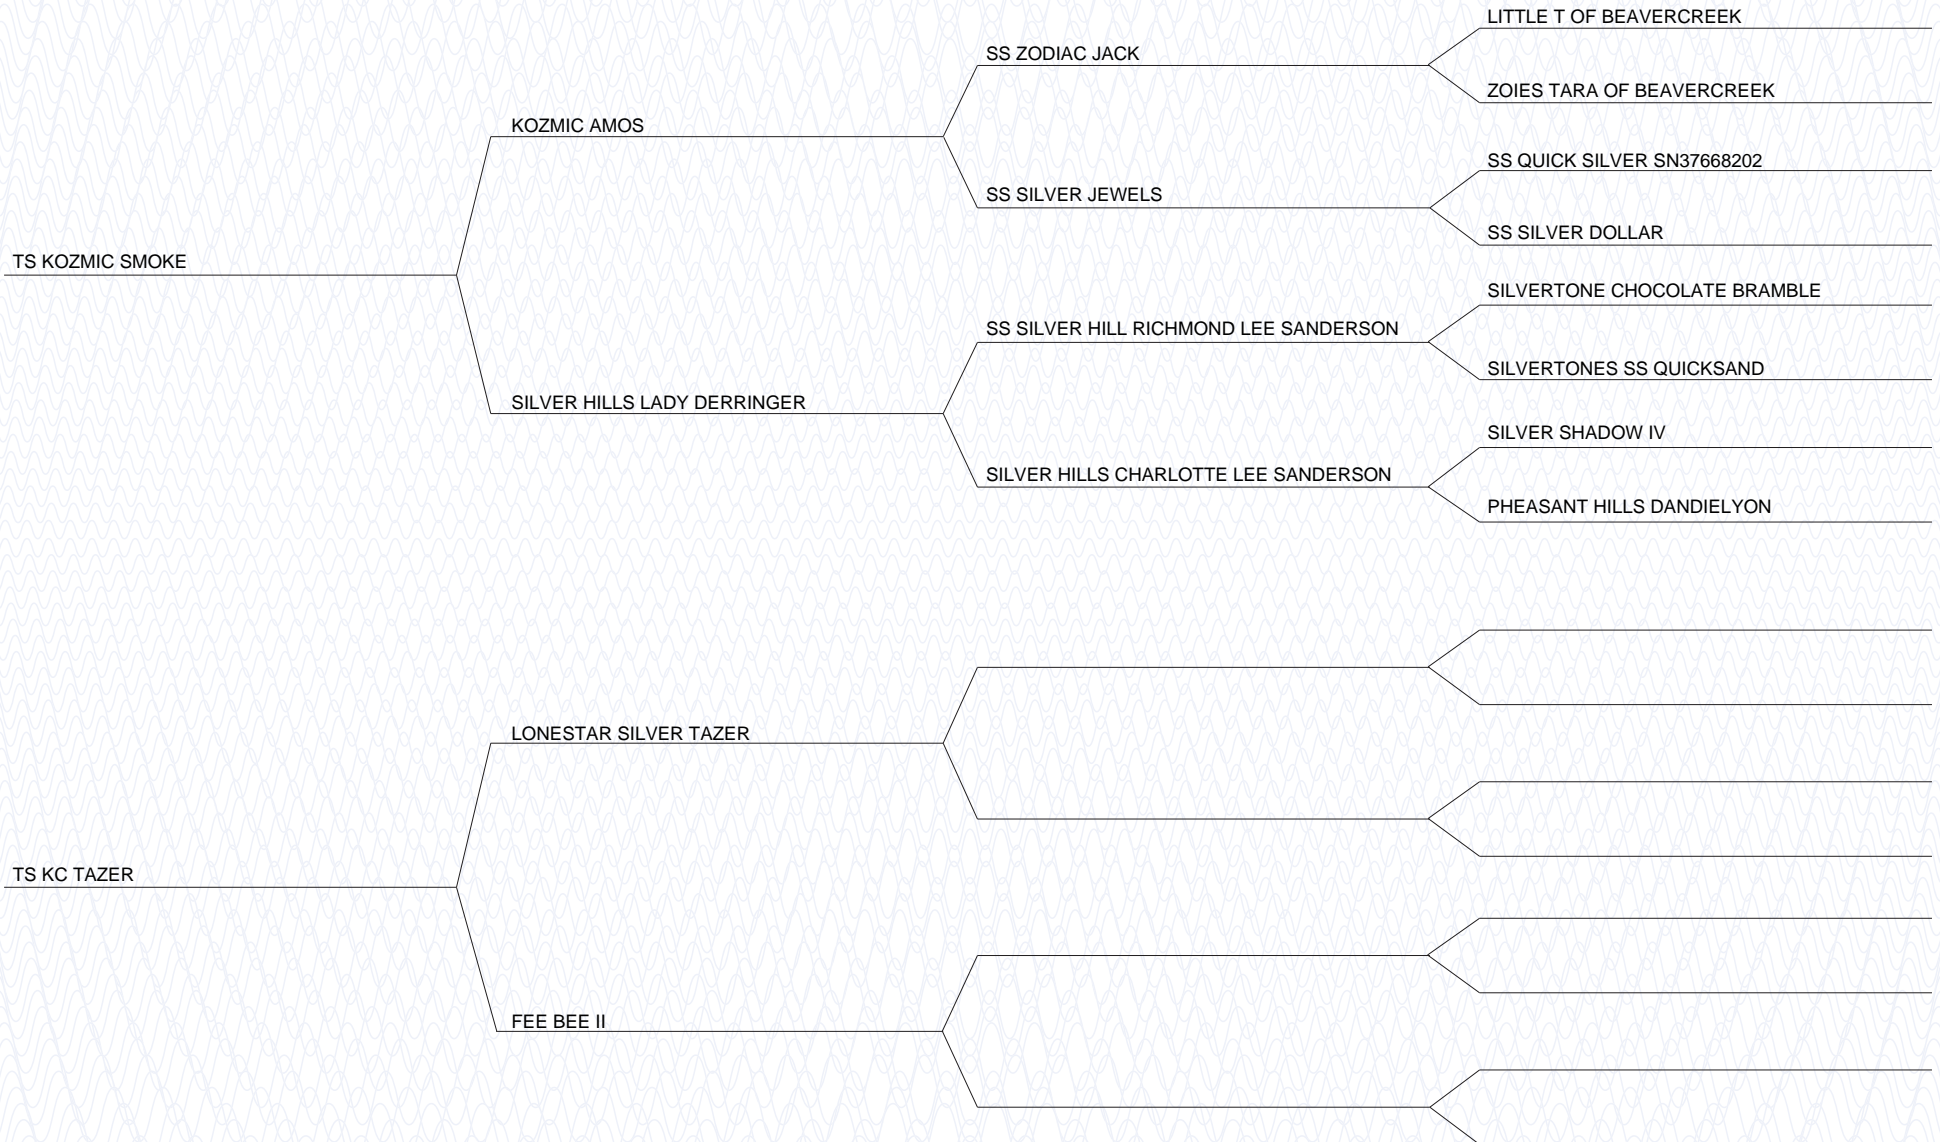 LITTLE T OF BEAVERCREEK
SS ZODIAC JACK
ZOIES TARA OF BEAVERCREEK
KOZMIC AMOS
SS QUICK SILVER SN37668202
SS SILVER JEWELS
SS SILVER DOLLAR
TS KOZMIC SMOKE
SILVERTONE CHOCOLATE BRAMBLE
SS SILVER HILL RICHMOND LEE SANDERSON
SILVERTONES SS QUICKSAND
SILVER HILLS LADY DERRINGER
SILVER SHADOW IV
SILVER HILLS CHARLOTTE LEE SANDERSON
PHEASANT HILLS DANDIELYON
LONESTAR SILVER TAZER
TS KC TAZER
FEE BEE II